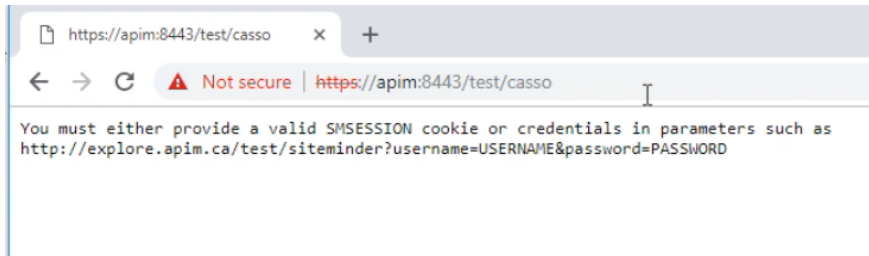 https://apim:8443/test/casso
Not secure | https://apim:8443/test/casso
You must either provide a valid SMSESSION cookie or credentials in parameters such as
http://explore.apim.ca/test/siteminder?username=USERNAME&password=PASSWORD